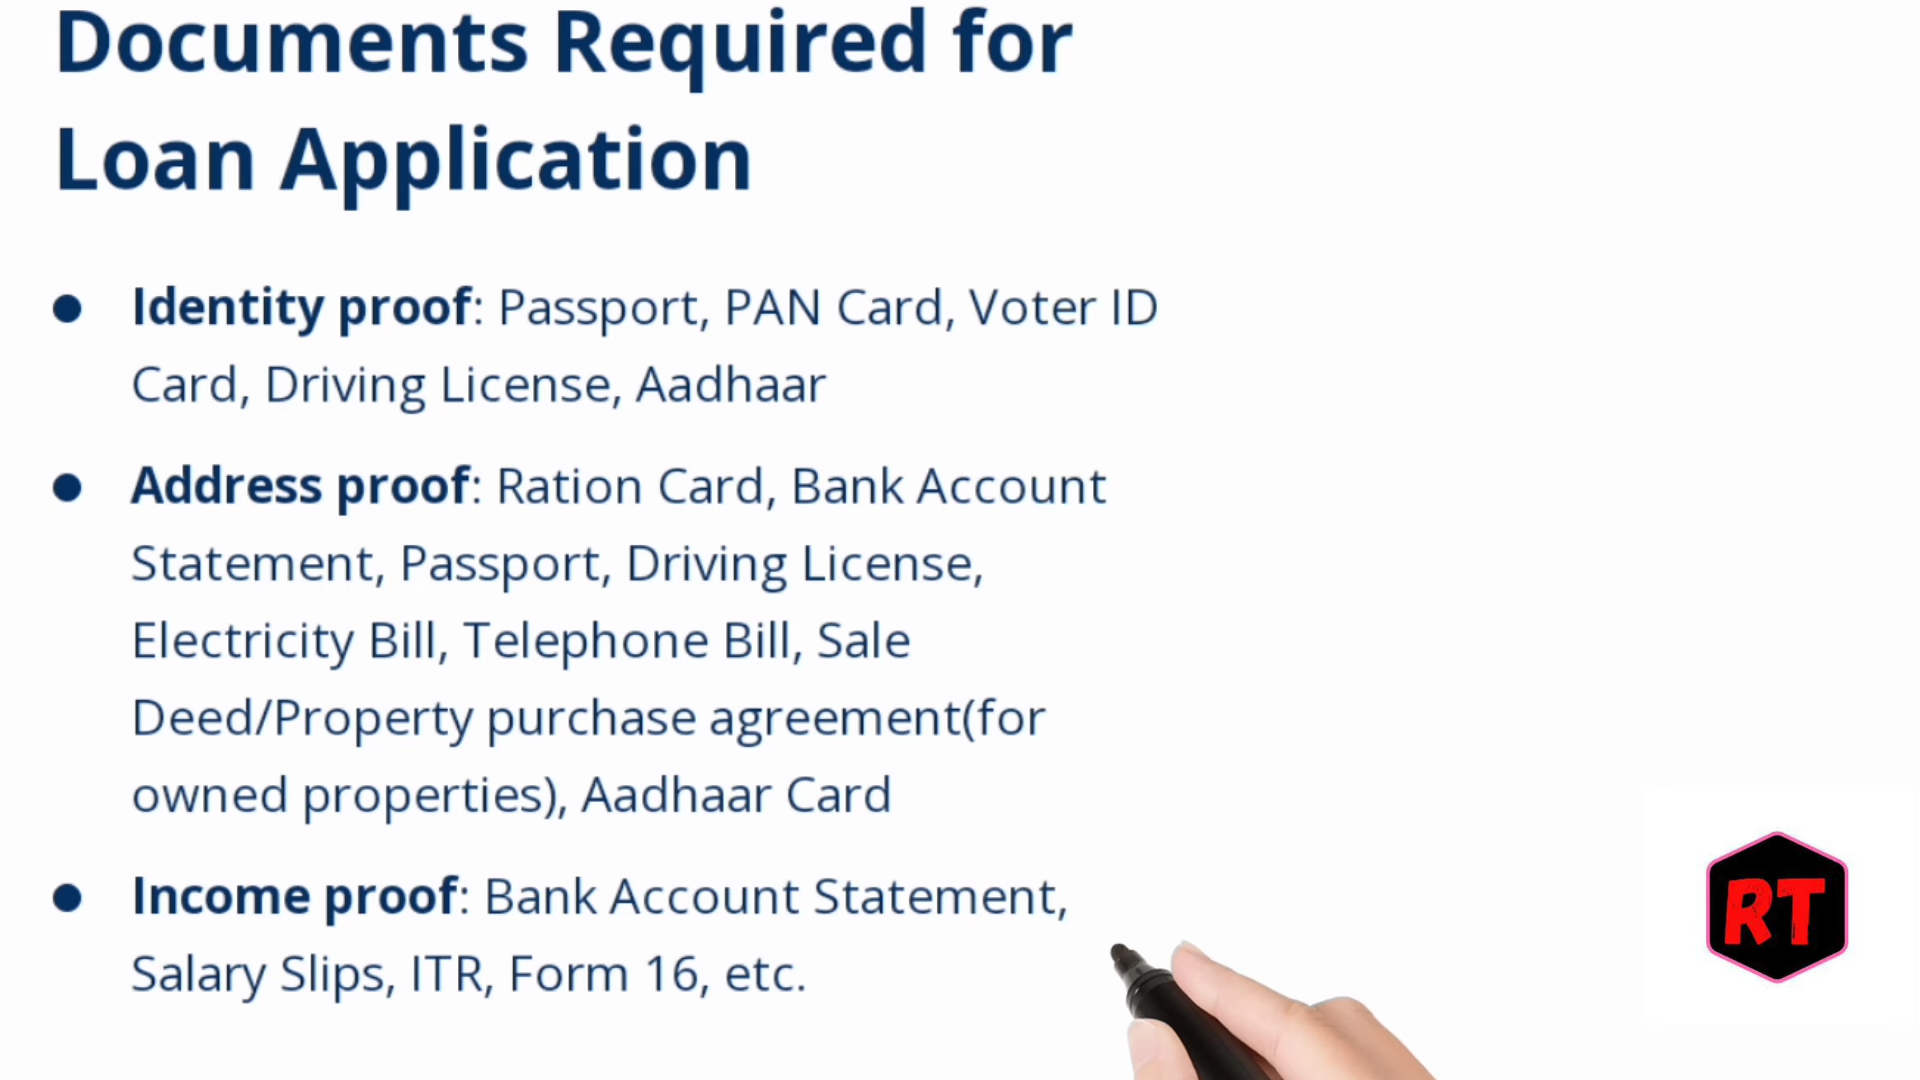 Documents Required for
Loan Application
● Identity proof: Passport, PAN Card, Voter ID
Card, Driving License, Aadhaar
● Address proof: Ration Card, Bank Account
Statement, Passport, Driving License,
Electricity Bill, Telephone Bill, Sale
Deed/Property purchase agreement(for
owned properties), Aadhaar Card
● Income proof: Bank Account Statement,
Salary Slips, ITR, Form 16, etc.
RT